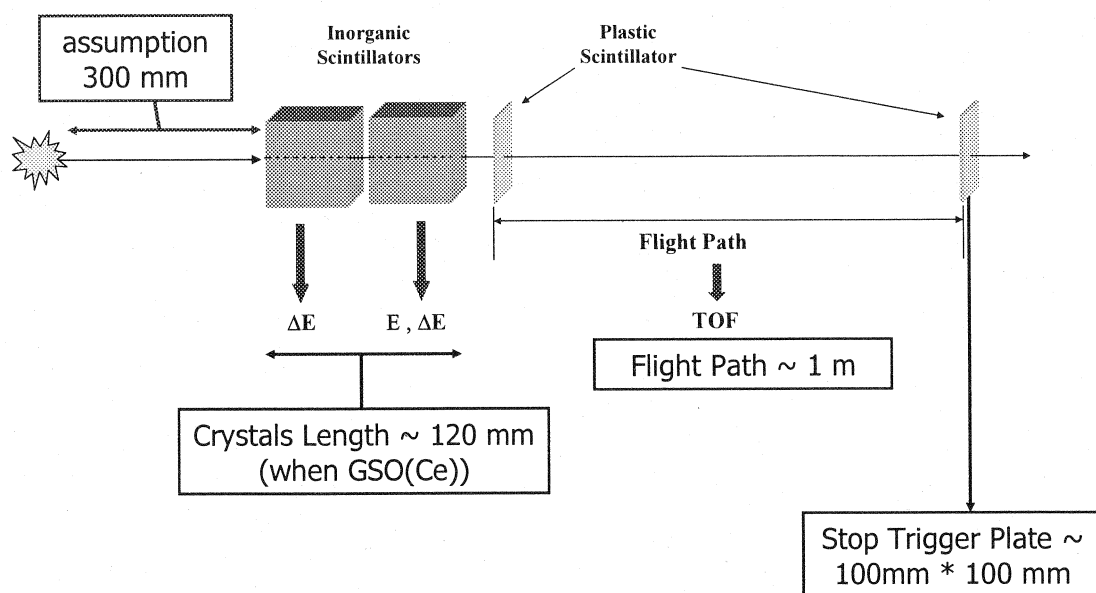 assumption
300 mm
Inorganic
Scintillators
Plastic
Scintillator
Flight Path
ΔE
E , ΔE
TOF
Flight Path ~ 1 m
Crystals Length ~ 120 mm
(when GSO(Ce))
Stop Trigger Plate ~
100mm * 100 mm